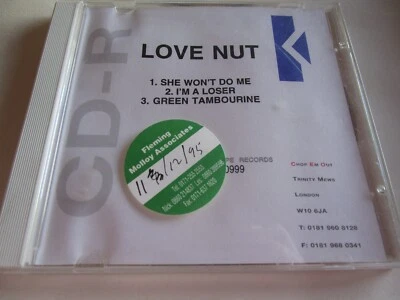 CD-R
LOVE NUT
1. SHE WON'T DO ME
2. I'M A LOSER
3. GREEN TAMBOURINE
Fleming
Molloy Associates
11 /12/95
RECORDS
0999
CHOP EM OUT
TRINITY MEWS
LONDON
W10 6JA
T: 0181 960 8128
F: 0181 968 0341